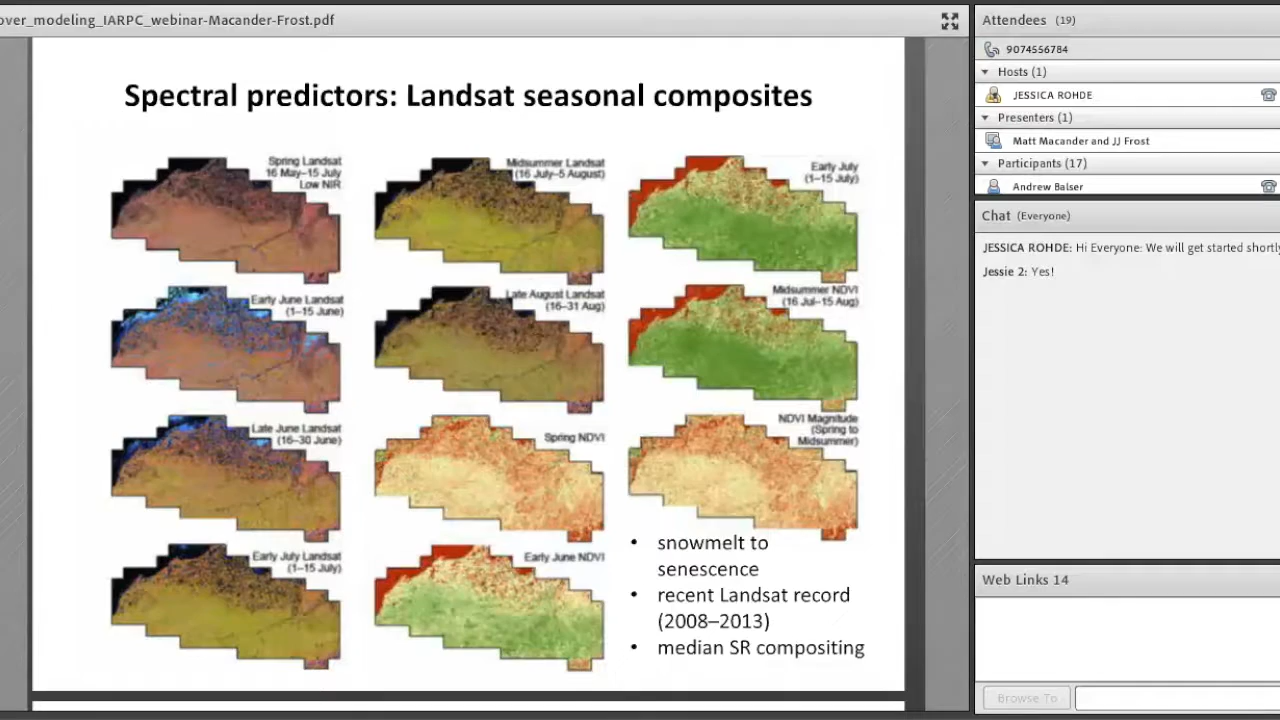 over_modeling_IARPC_webinar-Macander-Frost.pdf
Spectral predictors: Landsat seasonal composites
Spring Landsat
16 May–15 July
Low NIR
Midsummer Landsat
(16 July–5 August)
Early July
(1–15 July)
Early June Landsat
(1–15 June)
Late August Landsat
(16–31 Aug)
Midsummer NDVI
(16 Jul–15 Aug)
Late June Landsat
(16–30 June)
Spring NDVI
NDVI Magnitude
(Spring to
Midsummer)
Early July Landsat
(1–15 July)
Early June NDVI
• snowmelt to
senescence
• recent Landsat record
(2008–2013)
• median SR compositing
Attendees (19)
9074556784
Hosts (1)
JESSICA ROHDE
Presenters (1)
Matt Macander and JJ Frost
Participants (17)
Andrew Balser
Chat (Everyone)
JESSICA ROHDE: Hi Everyone: We will get started shortl
Jessie 2: Yes!
Web Links 14
Browse To